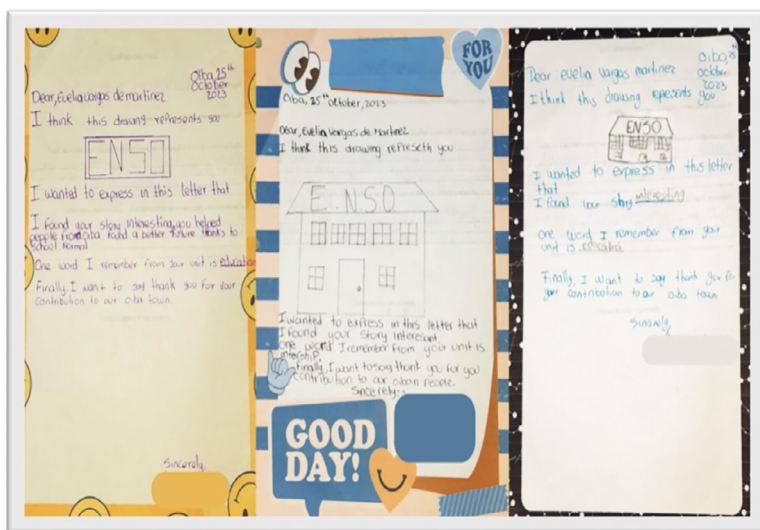 Oiba, 25th
October
2023
Dear, Evelia vargas de martinez
I think this drawing represents you
ENSO
I wanted to express in this letter that
I found your story interesting, you helped
people from oiba found a better future thanks to
school normal
One word I remember from your unit is education
Finally, I want to say thank you for your
contribution to our oiba town.
Sincerely,
FOR
YOU
Oiba, 25th october, 2023
Dear, Evelia Vargas de Martinez
I think this drawing represeth you
E.N.S.O
I wanted to express in this letter that
I found your story interesant
one word I remember from your unit is
intership.
Finally, I want to say thank you for you
contribution to our oiban people.
Sincerely:
GOOD
DAY!
Oiba, 25th
october
2023
Dear evelia vargas martinez
I think this drawing represents you
ENSO
I wanted to express in this letter
that
I found your story interesting
one word I remember from your
unit is
Finally, I want to say thank you for
your contribution to our oiba town
Sincerely,